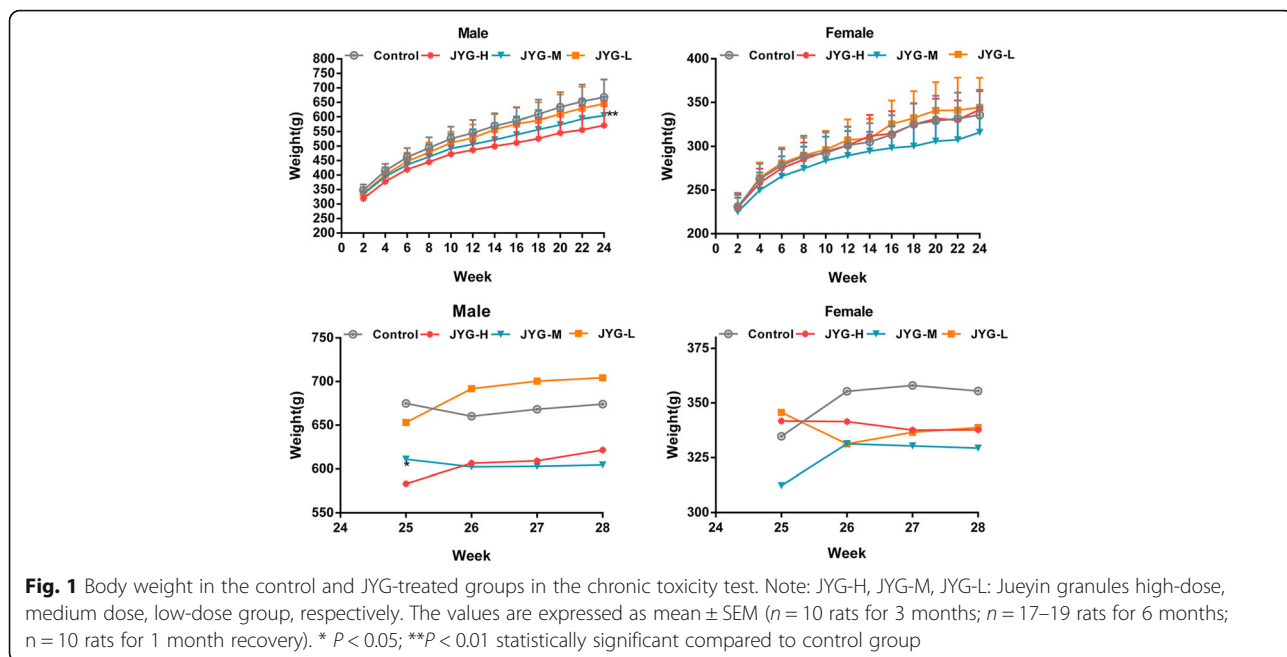 Male
Control JYG-H JYG-M JYG-L
800
750
700
650
600
550
500
450
400
350
300
250
200
**
0 2 4 6 8 10 12 14 16 18 20 22 24
Weight(g)
Week
Female
Control JYG-H JYG-M JYG-L
400
350
300
250
200
0 2 4 6 8 10 12 14 16 18 20 22 24
Weight(g)
Week
Male
Control JYG-H JYG-M JYG-L
750
700
650
600
550
*
24 25 26 27 28
Weight(g)
Week
Female
Control JYG-H JYG-M JYG-L
375
350
325
300
24 25 26 27 28
Weight(g)
Week
Fig. 1 Body weight in the control and JYG-treated groups in the chronic toxicity test. Note: JYG-H, JYG-M, JYG-L: Jueyin granules high-dose,
medium dose, low-dose group, respectively. The values are expressed as mean ± SEM (n = 10 rats for 3 months; n = 17–19 rats for 6 months;
n = 10 rats for 1 month recovery). * P < 0.05; **P < 0.01 statistically significant compared to control group